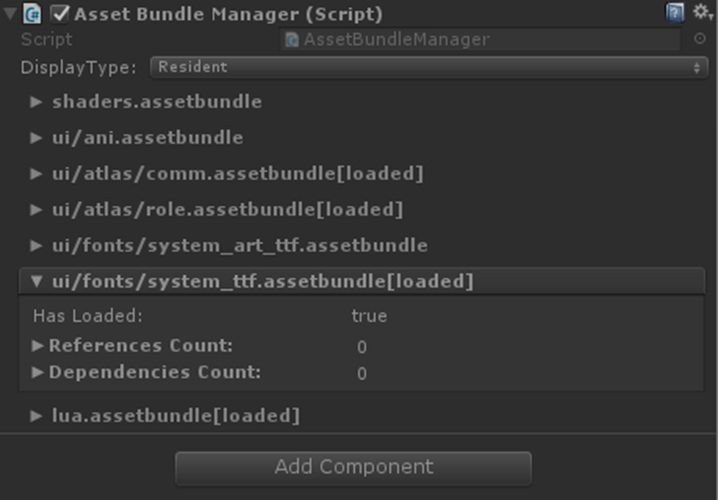 Asset Bundle Manager (Script)
Script AssetBundleManager
DisplayType: Resident
shaders.assetbundle
ui/ani.assetbundle
ui/atlas/comm.assetbundle[loaded]
ui/atlas/role.assetbundle[loaded]
ui/fonts/system_art_ttf.assetbundle
ui/fonts/system_ttf.assetbundle[loaded]
Has Loaded: true
References Count: 0
Dependencies Count: 0
lua.assetbundle[loaded]
Add Component